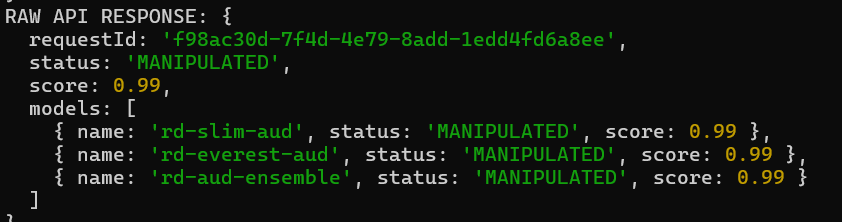 RAW API RESPONSE: {
requestId: 'f98ac30d-7f4d-4e79-8add-1edd4fd6a8ee',
status: 'MANIPULATED',
score: 0.99,
models: [
{ name: 'rd-slim-aud', status: 'MANIPULATED', score: 0.99 },
{ name: 'rd-everest-aud', status: 'MANIPULATED', score: 0.99 },
{ name: 'rd-aud-ensemble', status: 'MANIPULATED', score: 0.99 }
]
}